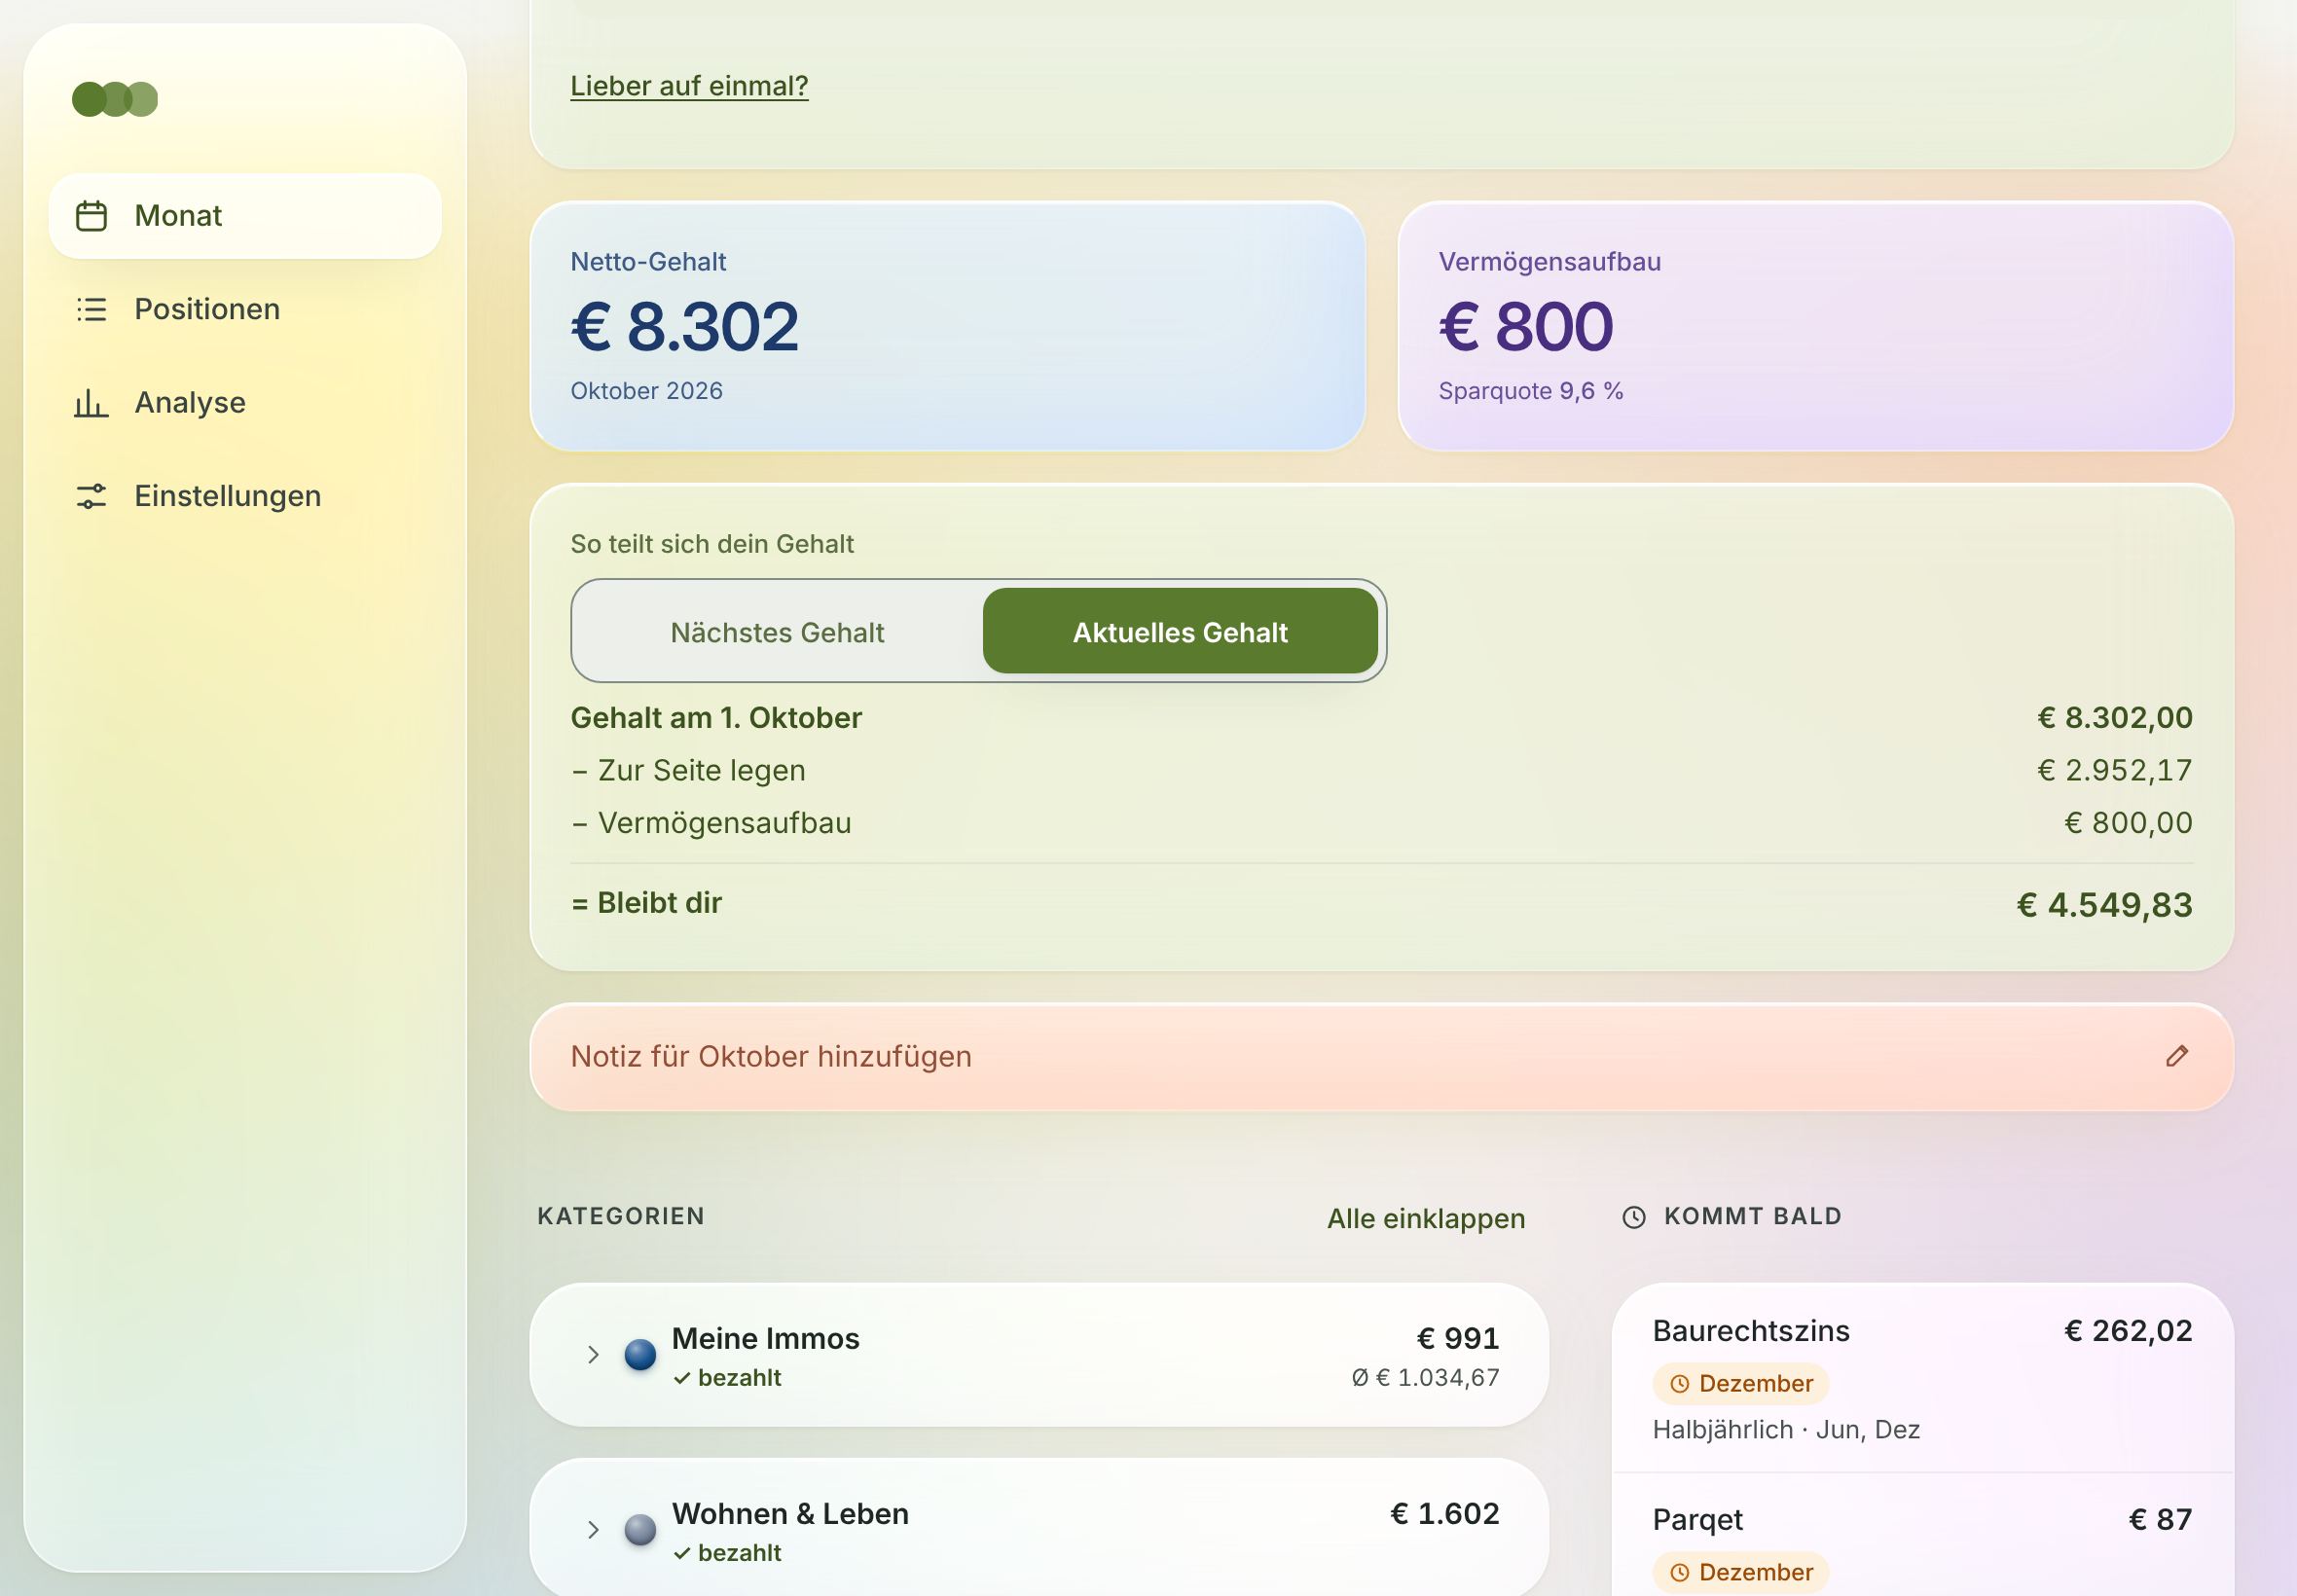 Lieber auf einmal?
Monat
Positionen
Analyse
Einstellungen
Netto-Gehalt
€ 8.302
Oktober 2026
Vermögensaufbau
€ 800
Sparquote 9,6 %
So teilt sich dein Gehalt
Nächstes Gehalt
Aktuelles Gehalt
Gehalt am 1. Oktober € 8.302,00
– Zur Seite legen € 2.952,17
– Vermögensaufbau € 800,00
= Bleibt dir € 4.549,83
Notiz für Oktober hinzufügen
KATEGORIEN
Alle einklappen
Meine Immos € 991
✓ bezahlt Ø € 1.034,67
Wohnen & Leben € 1.602
✓ bezahlt
KOMMT BALD
Baurechtszins € 262,02
Dezember
Halbjährlich · Jun, Dez
Parqet € 87
Dezember